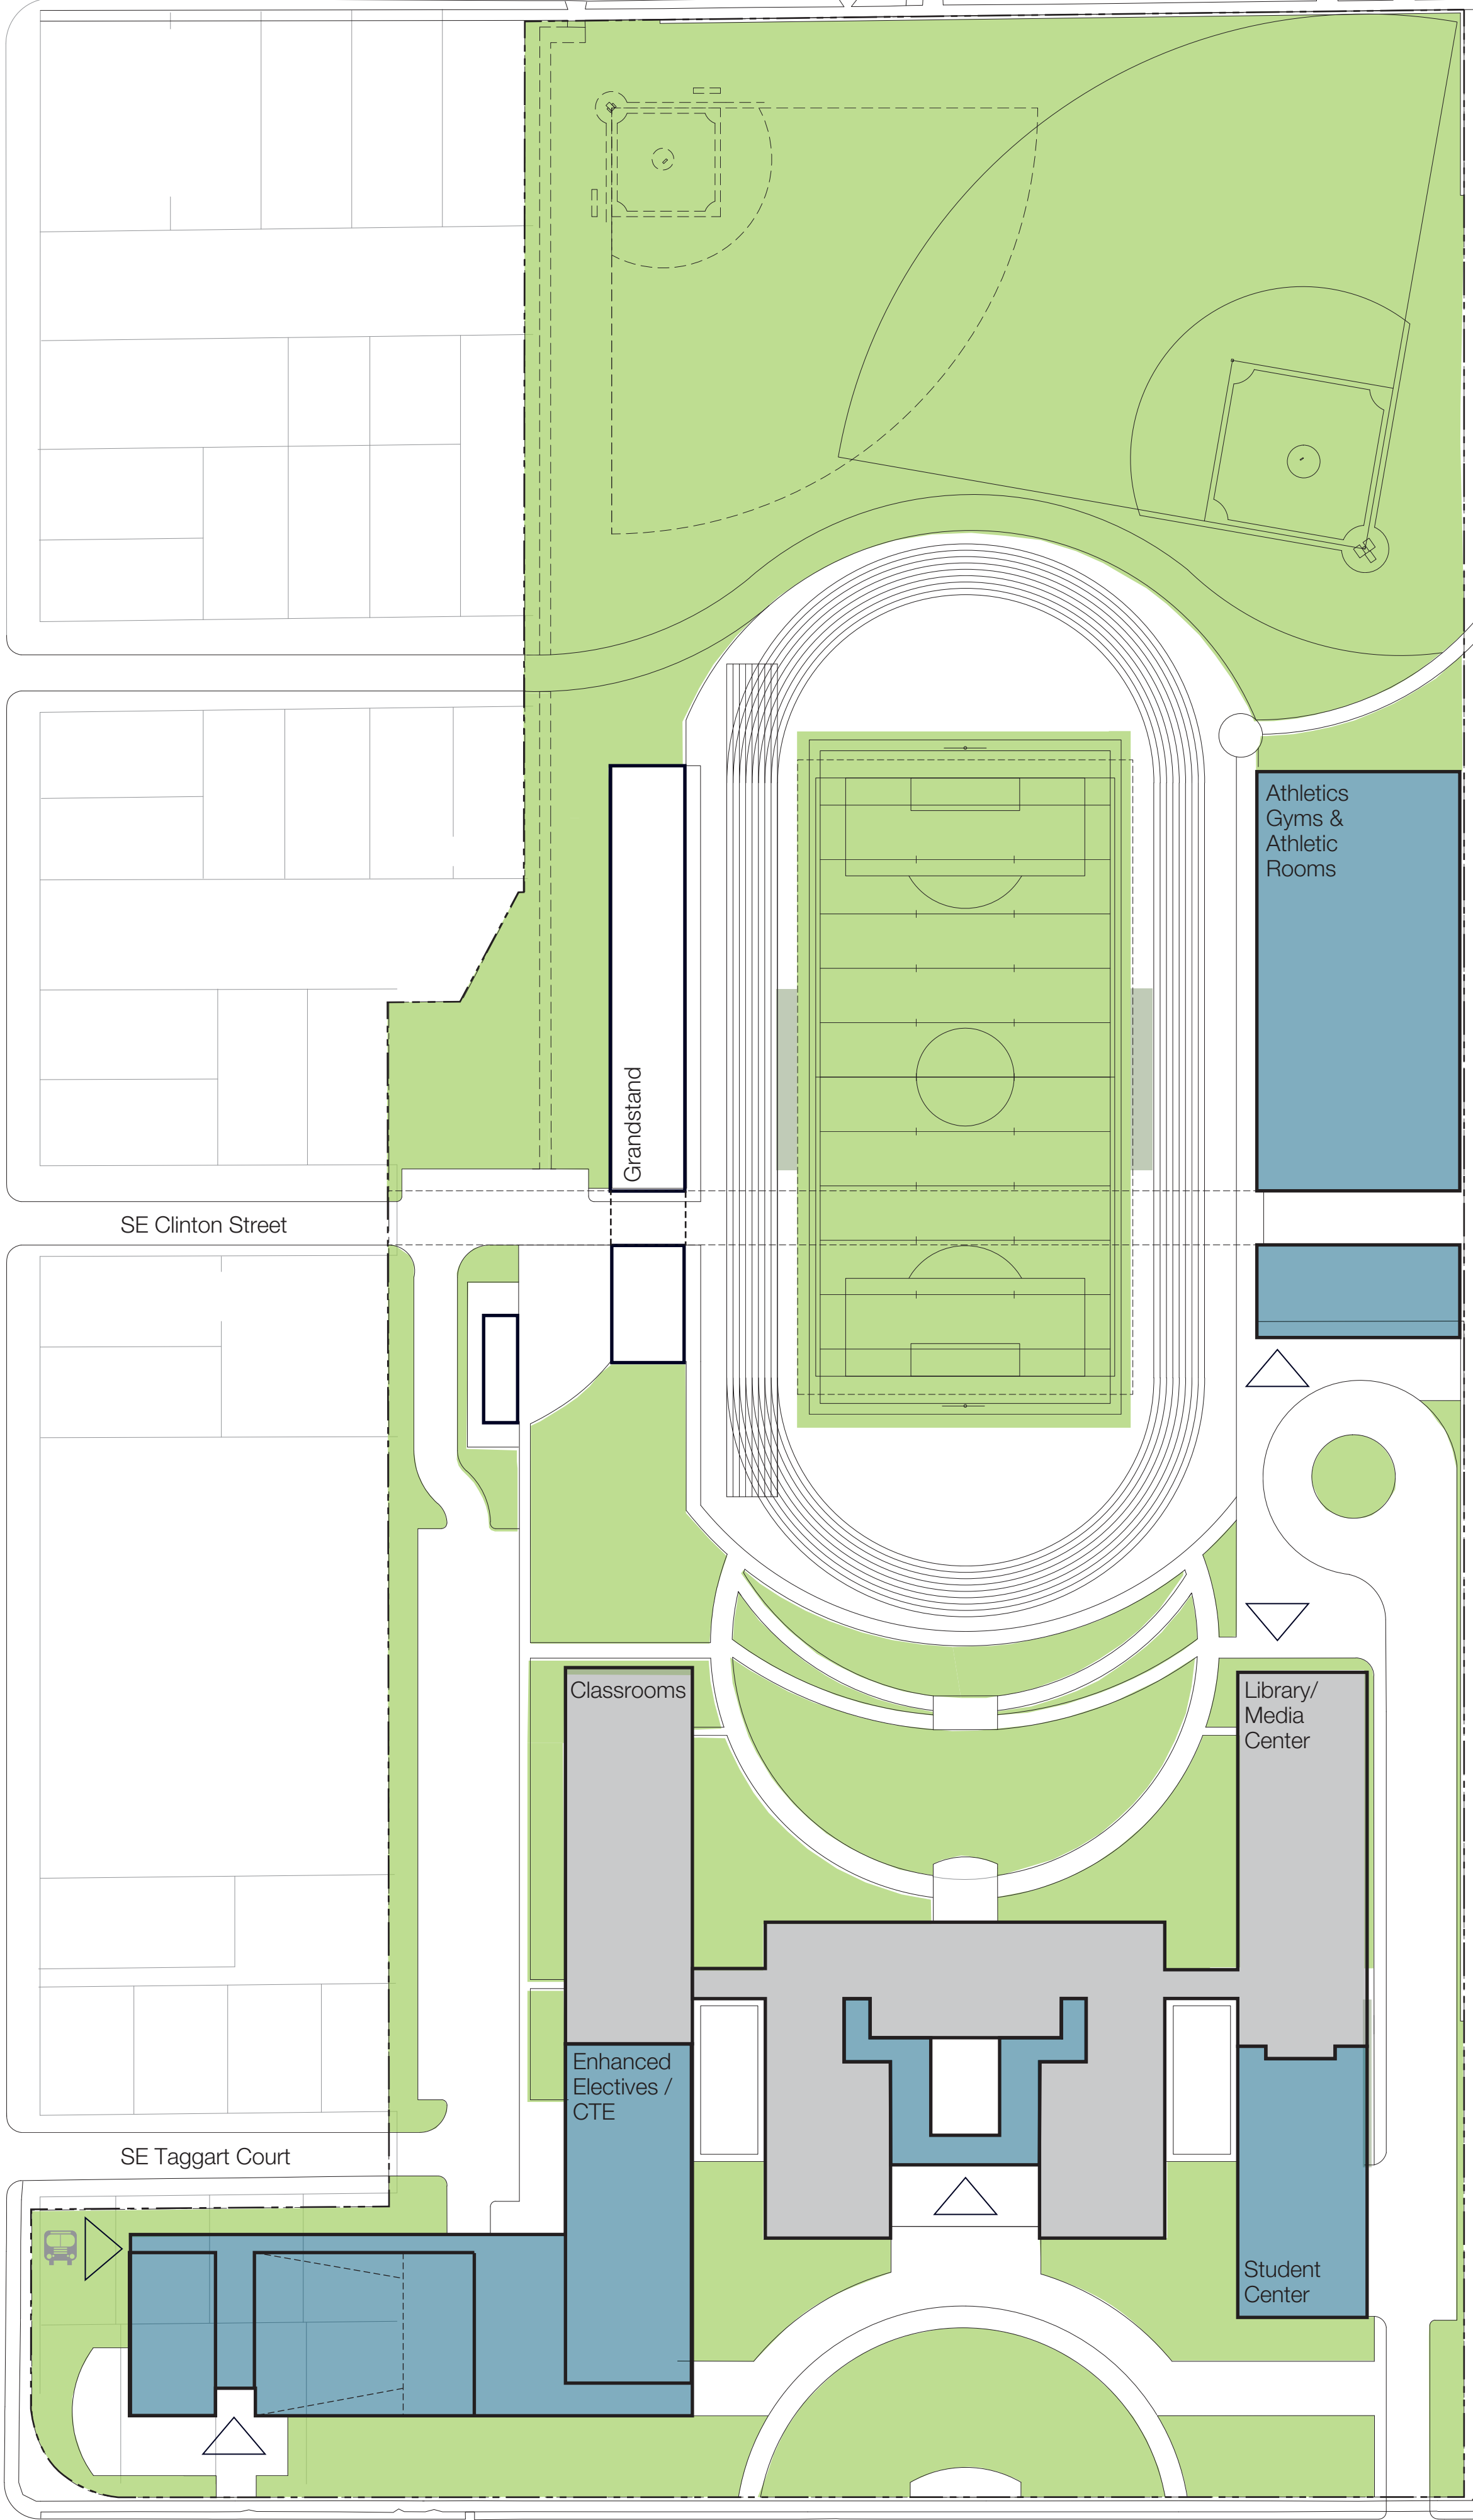 Athletics
Gyms &
Athletic
Rooms
Grandstand
SE Clinton Street
Classrooms
Library/
Media
Center
Enhanced
Electives /
CTE
SE Taggart Court
Student
Center